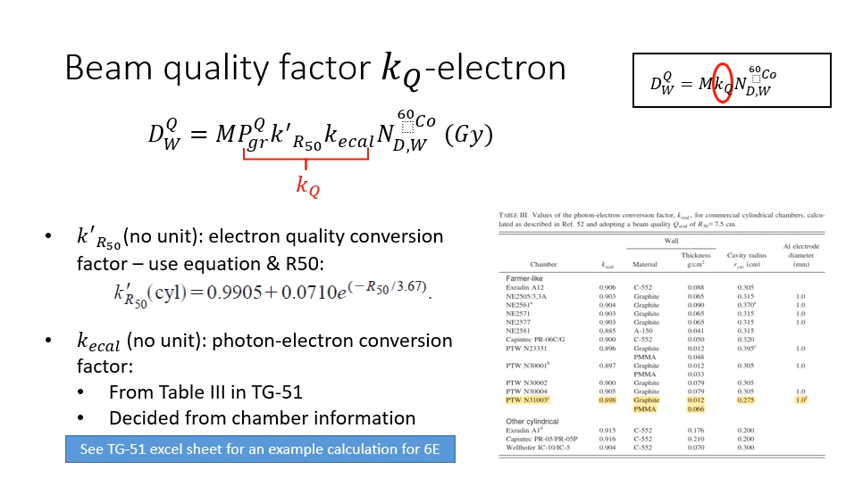 Beam quality factor k_Q-electron
D_W^Q = M k_Q N_{D,W}^{60 Co}
D_W^Q = M P_gr^Q k'_{R_50} k_ecal N_{D,W}^{60 Co} (Gy)
k_Q
• k'_{R_50} (no unit): electron quality conversion
factor – use equation & R50:
k'_{R_50}(cyl) = 0.9905 + 0.0710e^{(−R_50/3.67)}.
• k_ecal (no unit): photon-electron conversion
factor:
• From Table III in TG-51
• Decided from chamber information
See TG-51 excel sheet for an example calculation for 6E
TABLE III. Values of the photon-electron conversion factor, k_ecal, for commercial cylindrical chambers, calcu-
lated as described in Ref. 52 and adopting a beam quality Q_ecal of R_50=7.5 cm.
Wall
Al electrode
Thickness Cavity radius diameter
Chamber k_ecal Material g/cm² r_cav (cm) (mm)
Farmer-like
Exradin A12 0.906 C-552 0.088 0.305
NE2505/3,3A 0.903 Graphite 0.065 0.315 1.0
NE2561 0.904 Graphite 0.090 0.370 1.0
NE2571 0.903 Graphite 0.065 0.315 1.0
NE2577 0.903 Graphite 0.065 0.315 1.0
NE2581 0.885 A-150 0.041 0.315
Capintec PR-06C/G 0.900 C-552 0.050 0.320
PTW N23331 0.896 Graphite 0.012 0.395 1.0
PMMA 0.048
PTW N30001 0.897 Graphite 0.012 0.305 1.0
PMMA 0.033
PTW N30002 0.900 Graphite 0.079 0.305
PTW N30004 0.905 Graphite 0.079 0.305 1.0
PTW N31003 0.898 Graphite 0.012 0.275 1.0
PMMA 0.066
Other cylindrical
Exradin A1 0.915 C-552 0.176 0.200
Capintec PR-05/PR-05P 0.916 C-552 0.210 0.200
Wellhofer IC-10/IC-5 0.904 C-552 0.070 0.300